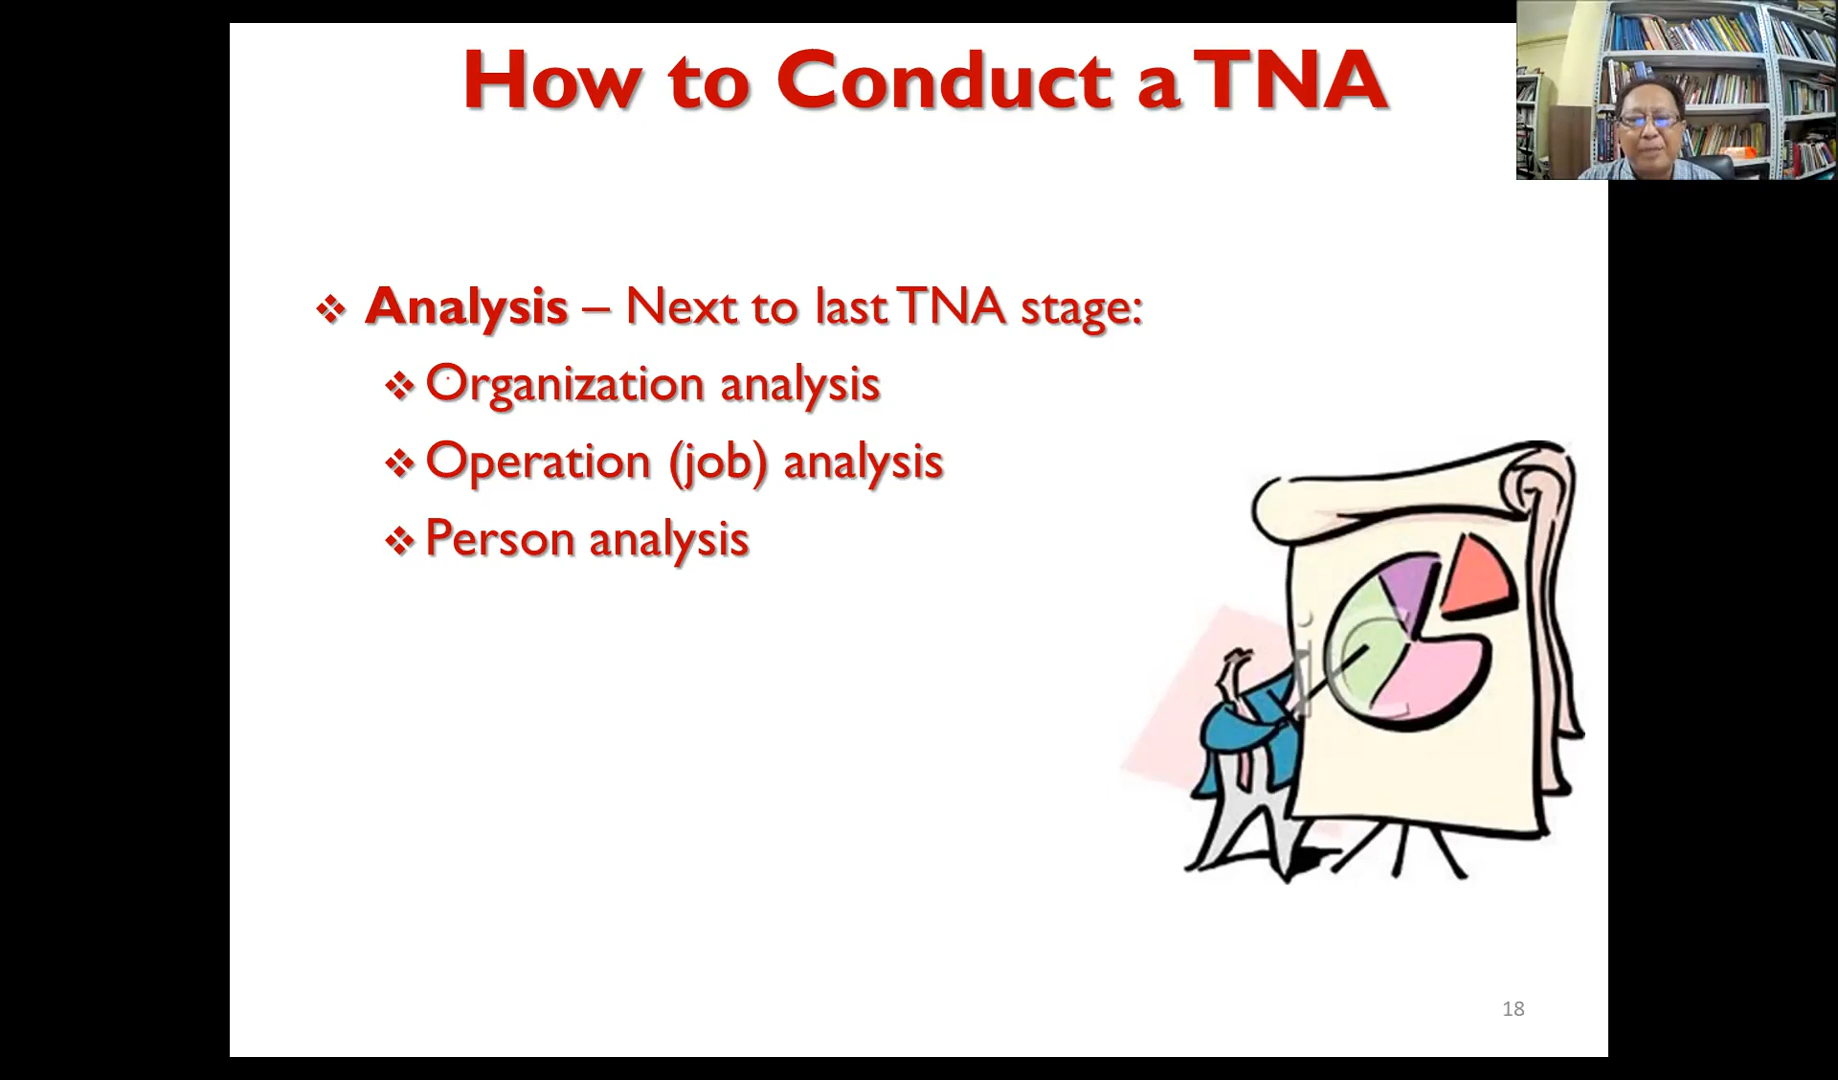 How to Conduct a TNA
❖ Analysis – Next to last TNA stage:
❖ Organization analysis
❖ Operation (job) analysis
❖ Person analysis
18